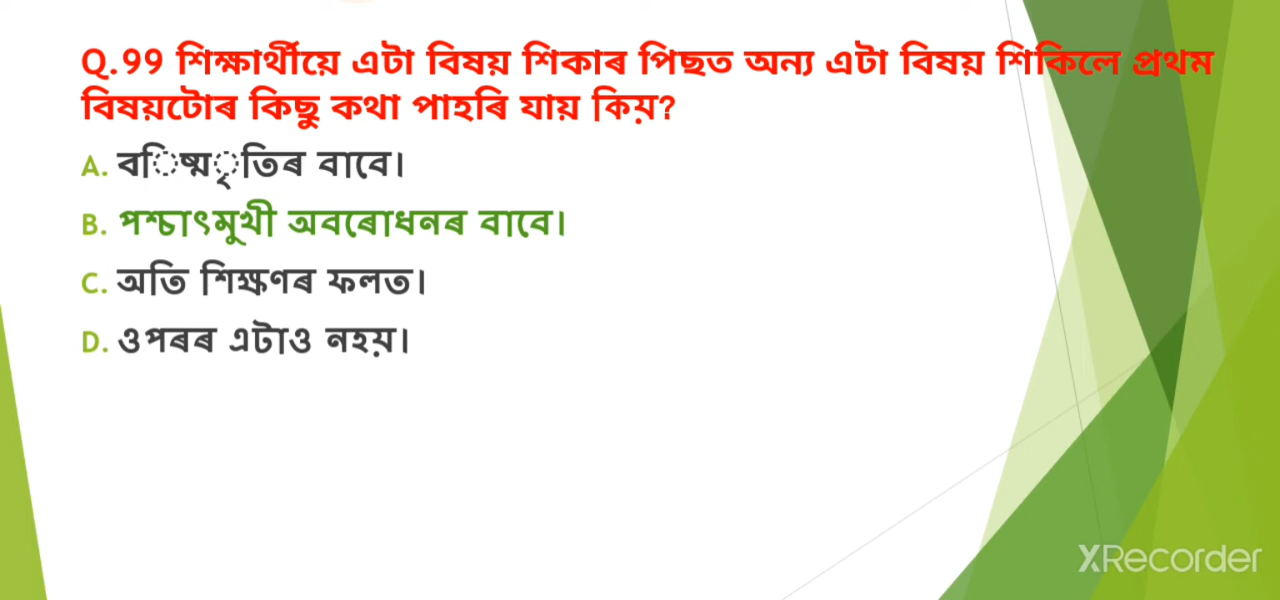 Q.99 শিক্ষাৰ্থীয়ে এটা বিষয় শিকাৰ পিছত অন্য এটা বিষয় শিকিলে প্ৰথম
বিষয়টোৰ কিছু কথা পাহৰি যায় কিয়?
A. বিিষ্মৃতিৰ বাবে।
B. পশ্চাৎমুখী অবৰোধনৰ বাবে।
C. অতি শিক্ষণৰ ফলত।
D. ওপৰৰ এটাও নহয়।
XRecorder